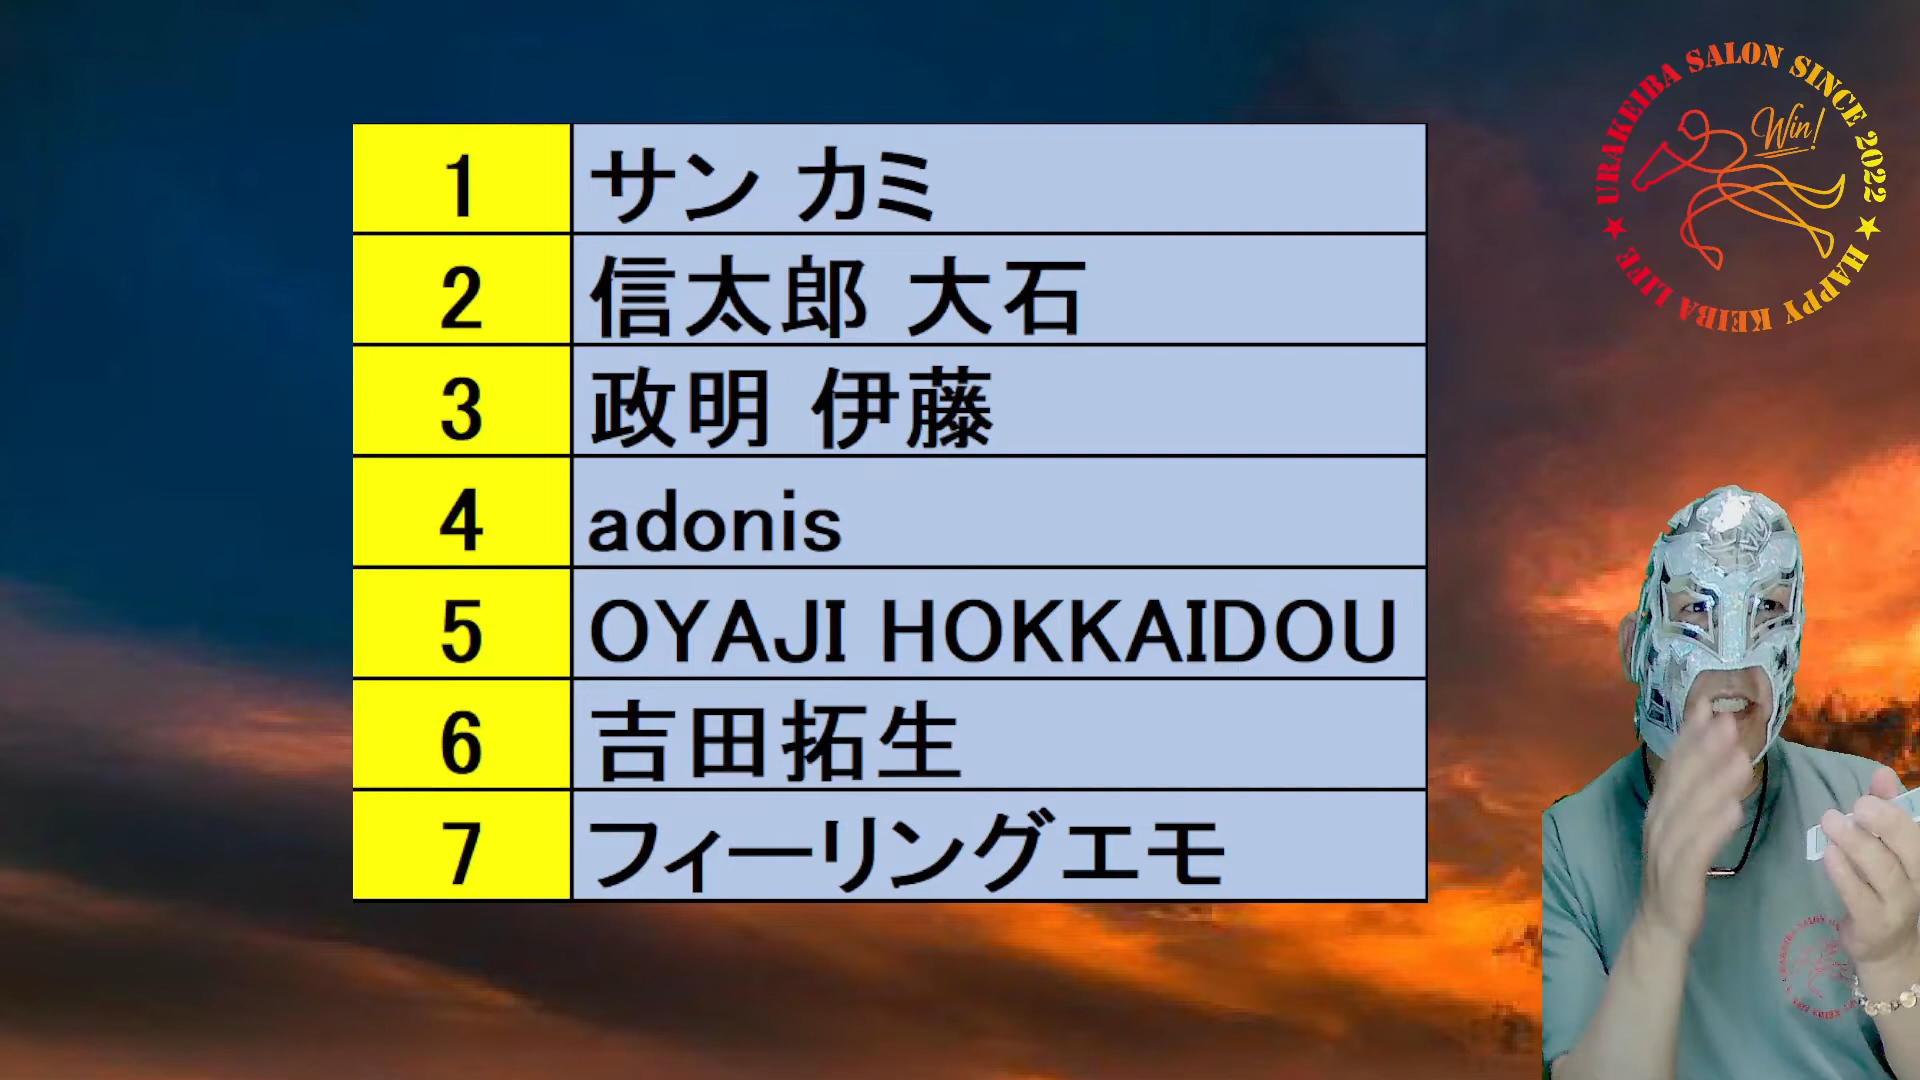 1 サン カミ
2 信太郎 大石
3 政明 伊藤
4 adonis
5 OYAJI HOKKAIDOU
6 吉田拓生
7 フィーリングエモ
URAKEIBA SALON SINCE 2022 ★ HAPPY KEIBA LIFE ★
Win!